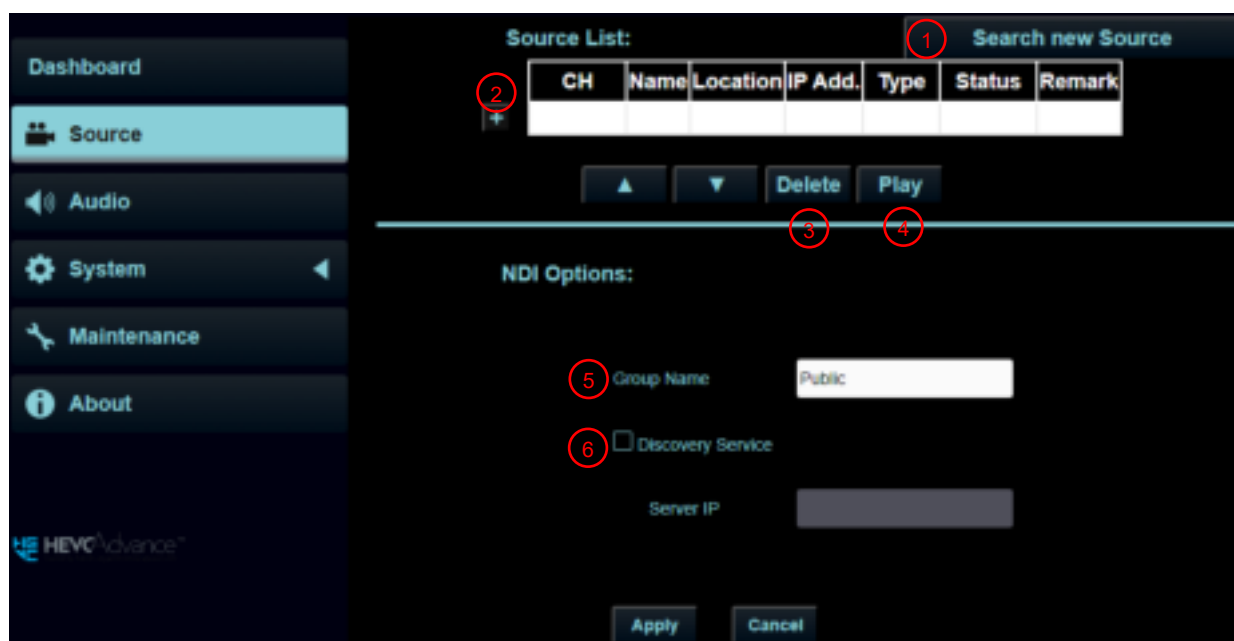 Dashboard
Source
Audio
System
Maintenance
About
HEVC Advance™
Source List:
1
Search new Source
2
CH Name Location IP Add. Type Status Remark
+
▲ ▼ Delete Play
3
4
NDI Options:
5 Group Name Public
6 Discovery Service
Server IP
Apply Cancel